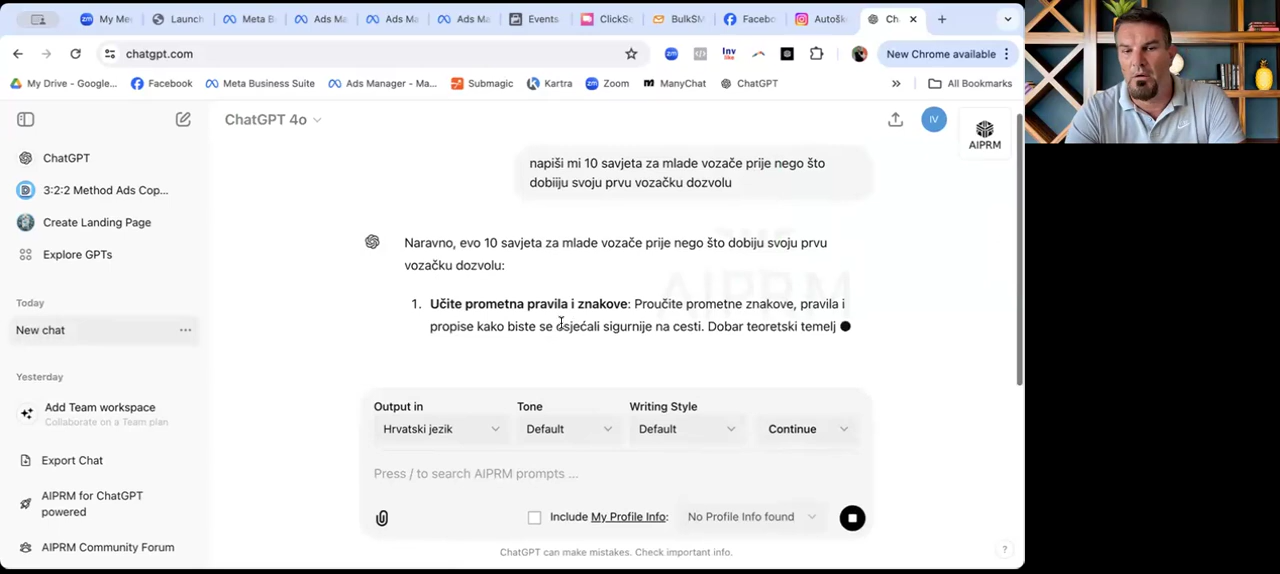 My Me
Launch
Meta B
Ads Ma
Ads Ma
Ads Ma
Events
ClickSe
BulkSM
Facebo
Autošk
Ch
chatgpt.com
New Chrome available
My Drive - Google...
Facebook
Meta Business Suite
Ads Manager - Ma...
Submagic
Kartra
Zoom
ManyChat
ChatGPT
All Bookmarks
ChatGPT 4o
IV
AIPRM
ChatGPT
3:2:2 Method Ads Cop...
Create Landing Page
Explore GPTs
Today
New chat
Yesterday
Add Team workspace
Collaborate on a Team plan
Export Chat
AIPRM for ChatGPT
powered
AIPRM Community Forum
napiši mi 10 savjeta za mlade vozače prije nego što
dobiiju svoju prvu vozačku dozvolu
Naravno, evo 10 savjeta za mlade vozače prije nego što dobiju svoju prvu
vozačku dozvolu:
1. Učite prometna pravila i znakove: Proučite prometne znakove, pravila i
propise kako biste se osjećali sigurnije na cesti. Dobar teoretski temelj
Output in
Tone
Writing Style
Hrvatski jezik
Default
Default
Continue
Press / to search AIPRM prompts ...
Include My Profile Info:
No Profile Info found
ChatGPT can make mistakes. Check important info.